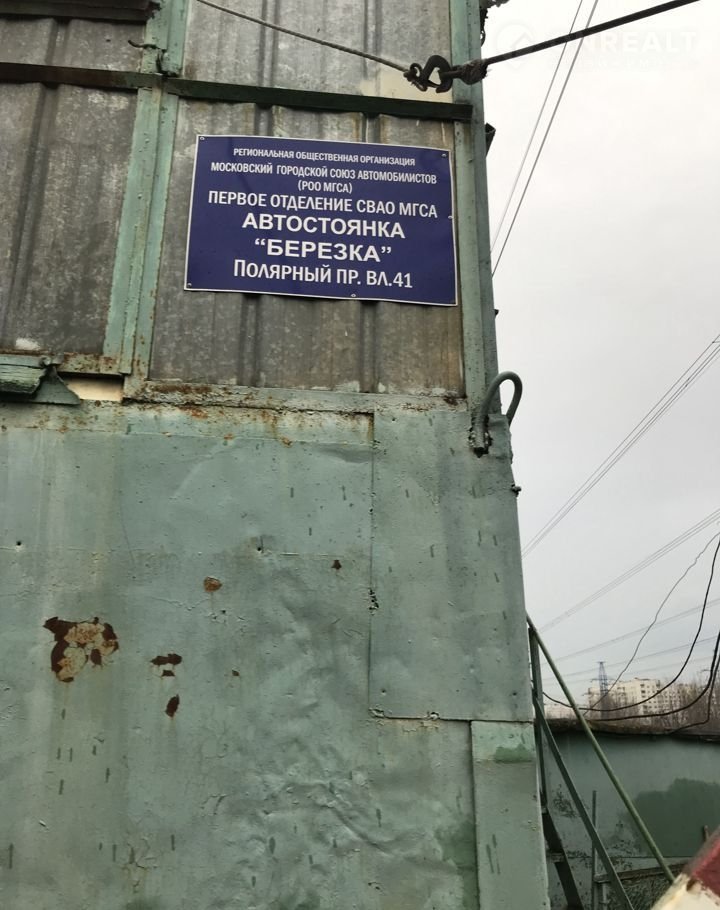 РЕГИОНАЛЬНАЯ ОБЩЕСТВЕННАЯ ОРГАНИЗАЦИЯ
МОСКОВСКИЙ ГОРОДСКОЙ СОЮЗ АВТОМОБИЛИСТОВ
(РОО МГСА)
ПЕРВОЕ ОТДЕЛЕНИЕ СВАО МГСА
АВТОСТОЯНКА
“БЕРЕЗКА”
ПОЛЯРНЫЙ ПР. ВЛ.41